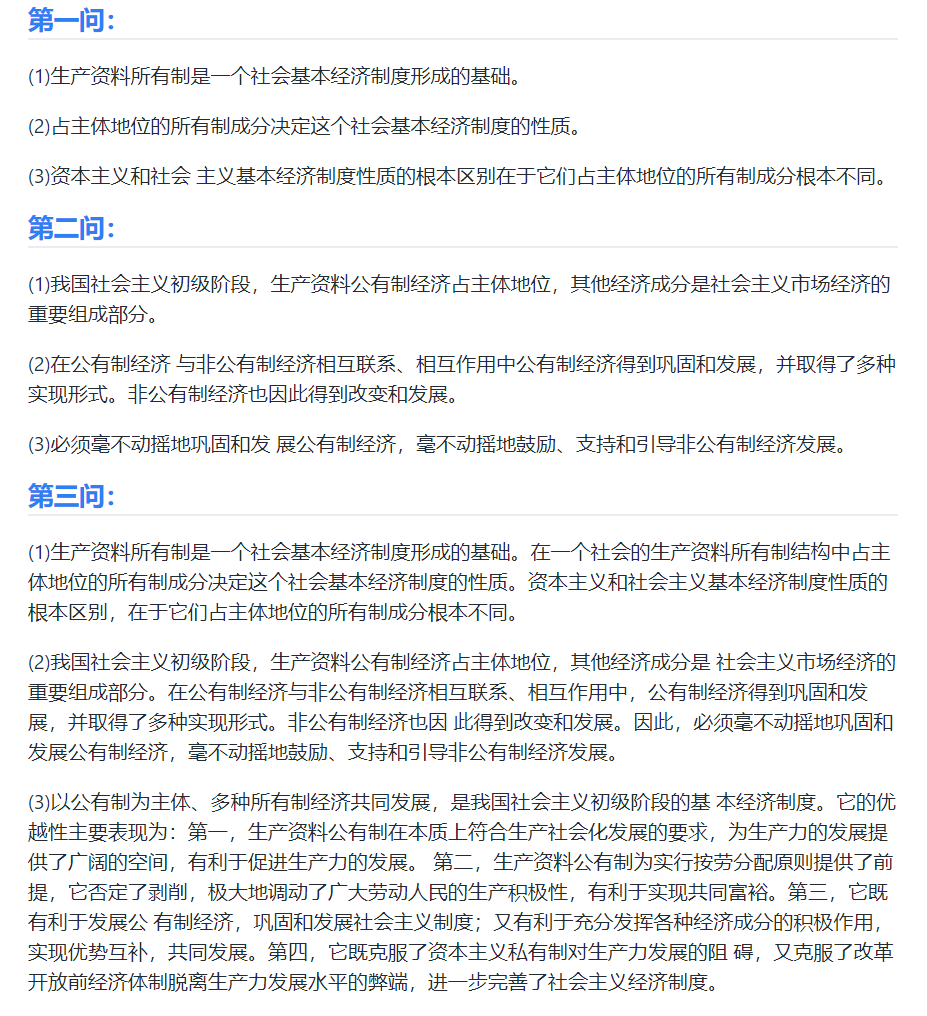 第一问：
(1)生产资料所有制是一个社会基本经济制度形成的基础。
(2)占主体地位的所有制成分决定这个社会基本经济制度的性质。
(3)资本主义和社会 主义基本经济制度性质的根本区别在于它们占主体地位的所有制成分根本不同。
第二问：
(1)我国社会主义初级阶段，生产资料公有制经济占主体地位，其他经济成分是社会主义市场经济的
重要组成部分。
(2)在公有制经济 与非公有制经济相互联系、相互作用中公有制经济得到巩固和发展，并取得了多种
实现形式。非公有制经济也因此得到改变和发展。
(3)必须毫不动摇地巩固和发 展公有制经济，毫不动摇地鼓励、支持和引导非公有制经济发展。
第三问：
(1)生产资料所有制是一个社会基本经济制度形成的基础。在一个社会的生产资料所有制结构中占主
体地位的所有制成分决定这个社会基本经济制度的性质。资本主义和社会主义基本经济制度性质的
根本区别，在于它们占主体地位的所有制成分根本不同。
(2)我国社会主义初级阶段，生产资料公有制经济占主体地位，其他经济成分是 社会主义市场经济的
重要组成部分。在公有制经济与非公有制经济相互联系、相互作用中，公有制经济得到巩固和发
展，并取得了多种实现形式。非公有制经济也因 此得到改变和发展。因此，必须毫不动摇地巩固和
发展公有制经济，毫不动摇地鼓励、支持和引导非公有制经济发展。
(3)以公有制为主体、多种所有制经济共同发展，是我国社会主义初级阶段的基 本经济制度。它的优
越性主要表现为：第一，生产资料公有制在本质上符合生产社会化发展的要求，为生产力的发展提
供了广阔的空间，有利于促进生产力的发展。 第二，生产资料公有制为实行按劳分配原则提供了前
提，它否定了剥削，极大地调动了广大劳动人民的生产积极性，有利于实现共同富裕。第三，它既
有利于发展公 有制经济，巩固和发展社会主义制度；又有利于充分发挥各种经济成分的积极作用，
实现优势互补，共同发展。第四，它既克服了资本主义私有制对生产力发展的阻 碍，又克服了改革
开放前经济体制脱离生产力发展水平的弊端，进一步完善了社会主义经济制度。